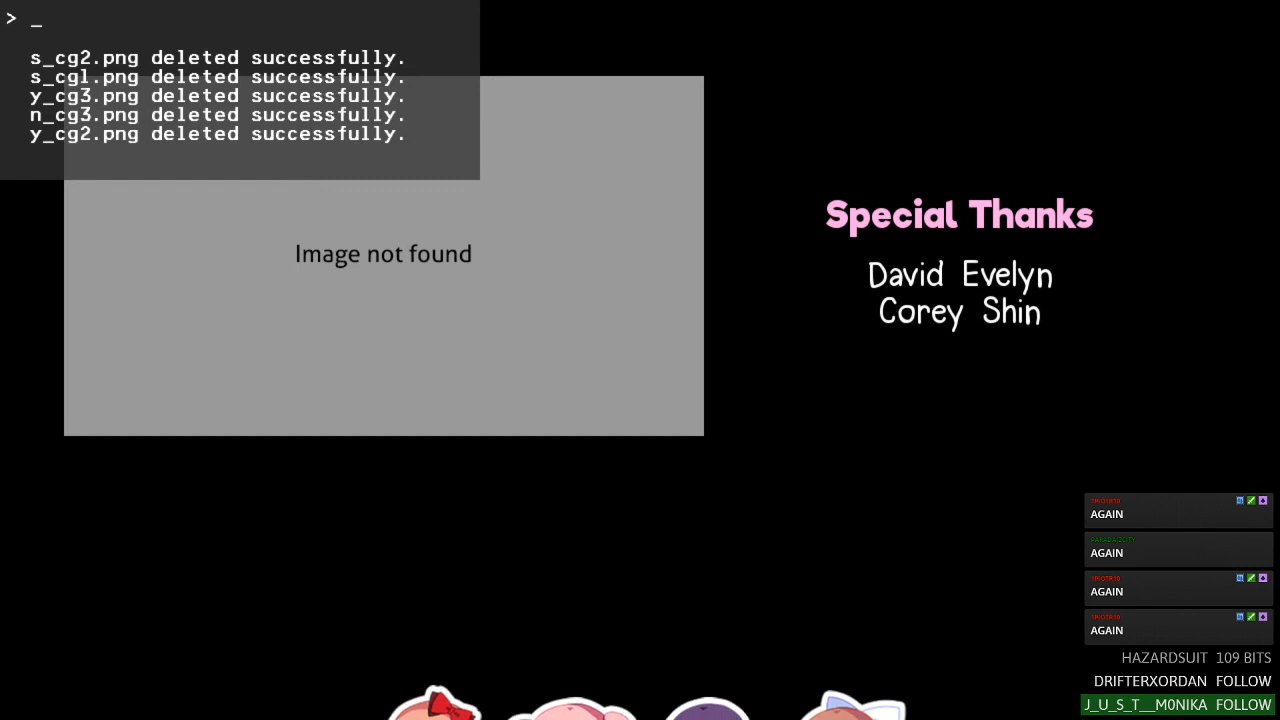 > _
s_cg2.png deleted successfully.
s_cg1.png deleted successfully.
y_cg3.png deleted successfully.
n_cg3.png deleted successfully.
y_cg2.png deleted successfully.
Image not found
Special Thanks
David Evelyn
Corey Shin
AGAIN
AGAIN
AGAIN
AGAIN
HAZARDSUIT 109 BITS
DRIFTERXORDAN FOLLOW
J_U_S_T__M0NIKA FOLLOW